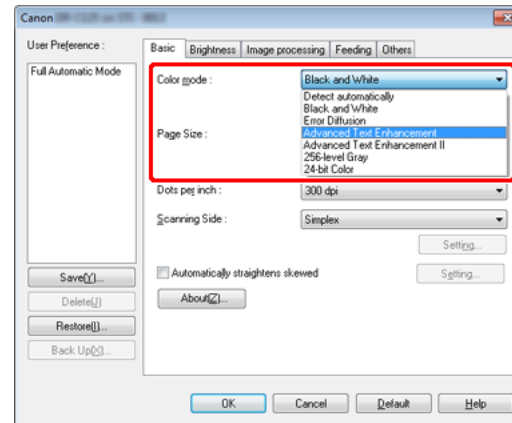 Canon
User Preference :
Full Automatic Mode
Save(Y)...
Delete(J)
Restore(I)...
Back Up(X)...
Basic
Brightness
Image processing
Feeding
Others
Color mode :
Black and White
Detect automatically
Black and White
Error Diffusion
Advanced Text Enhancement
Advanced Text Enhancement II
256-level Gray
24-bit Color
Page Size :
Dots per inch :
300 dpi
Scanning Side :
Simplex
Setting...
Automatically straightens skewed
Setting...
About(Z)...
OK
Cancel
Default
Help